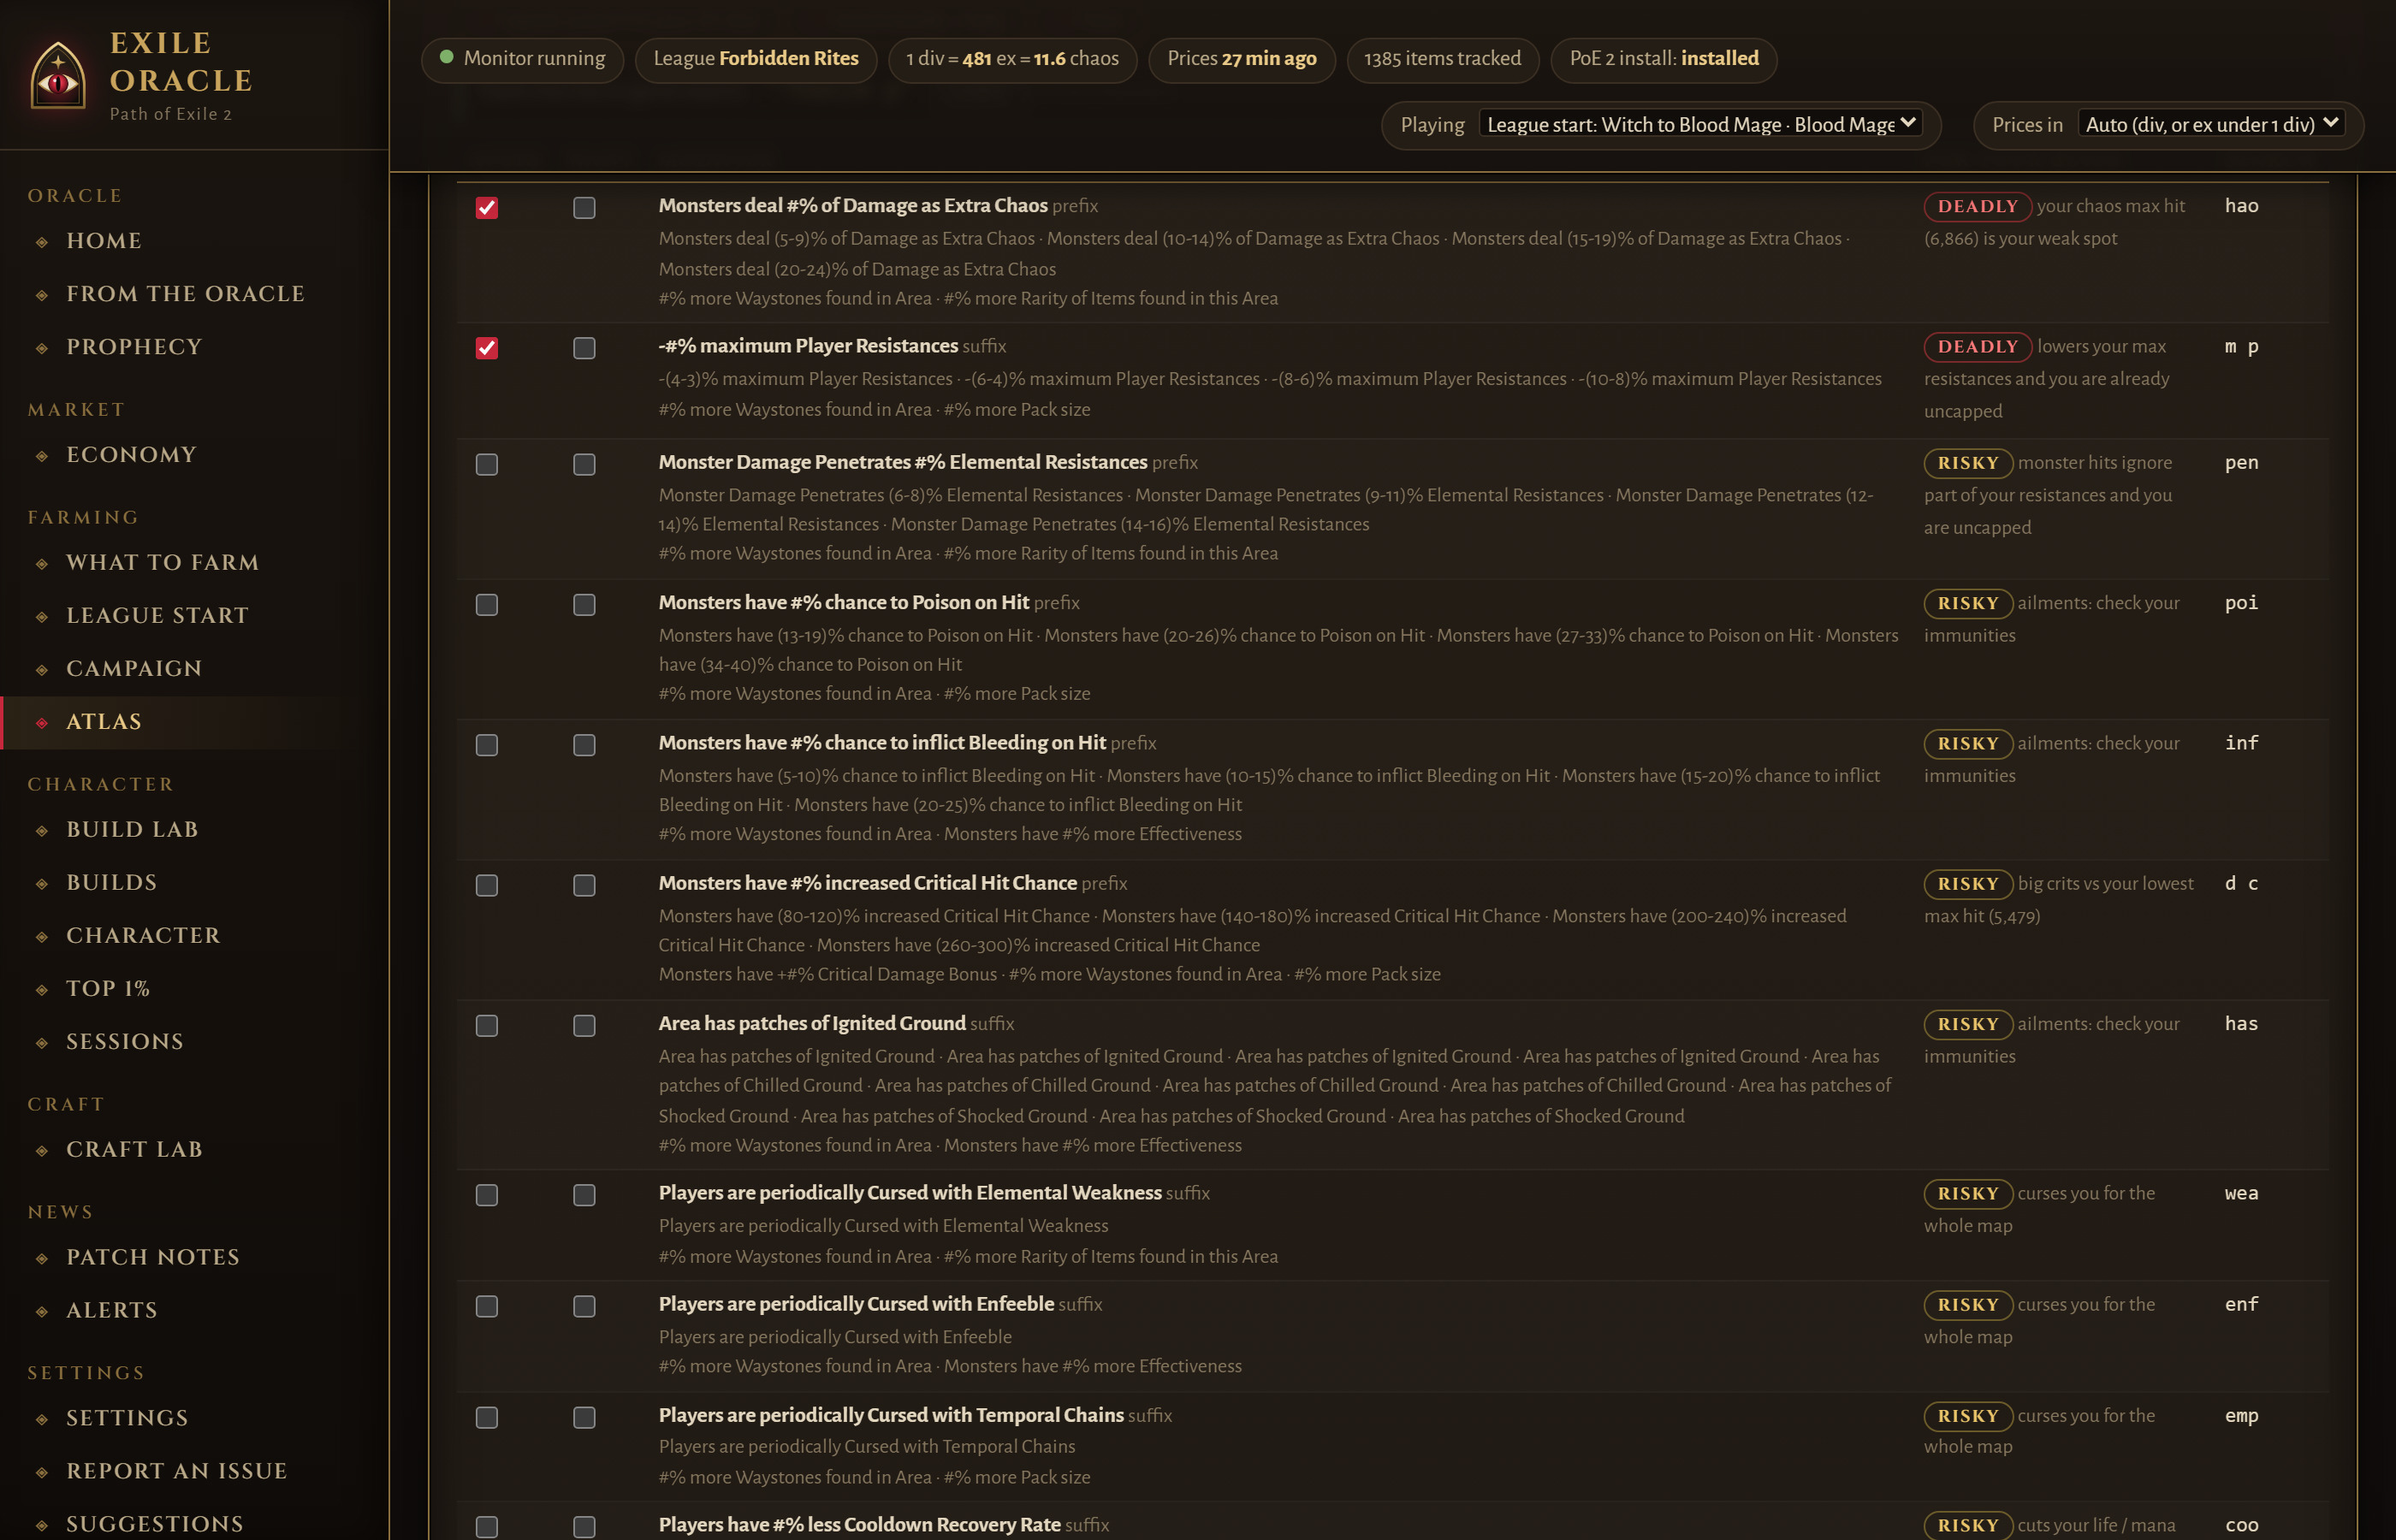 EXILE
ORACLE
Path of Exile 2
Monitor running
League Forbidden Rites
1 div = 481 ex = 11.6 chaos
Prices 27 min ago
1385 items tracked
PoE 2 install: installed
Playing
League start: Witch to Blood Mage · Blood Mage
Prices in
Auto (div, or ex under 1 div)
ORACLE
HOME
FROM THE ORACLE
PROPHECY
MARKET
ECONOMY
FARMING
WHAT TO FARM
LEAGUE START
CAMPAIGN
ATLAS
CHARACTER
BUILD LAB
BUILDS
CHARACTER
TOP 1%
SESSIONS
CRAFT
CRAFT LAB
NEWS
PATCH NOTES
ALERTS
SETTINGS
SETTINGS
REPORT AN ISSUE
SUGGESTIONS
Monsters deal #% of Damage as Extra Chaos prefix
Monsters deal (5-9)% of Damage as Extra Chaos · Monsters deal (10-14)% of Damage as Extra Chaos · Monsters deal (15-19)% of Damage as Extra Chaos ·
Monsters deal (20-24)% of Damage as Extra Chaos
#% more Waystones found in Area · #% more Rarity of Items found in this Area
DEADLY your chaos max hit
(6,866) is your weak spot
hao
-#% maximum Player Resistances suffix
-(4-3)% maximum Player Resistances · -(6-4)% maximum Player Resistances · -(8-6)% maximum Player Resistances · -(10-8)% maximum Player Resistances
#% more Waystones found in Area · #% more Pack size
DEADLY lowers your max
resistances and you are already
uncapped
m p
Monster Damage Penetrates #% Elemental Resistances prefix
Monster Damage Penetrates (6-8)% Elemental Resistances · Monster Damage Penetrates (9-11)% Elemental Resistances · Monster Damage Penetrates (12-
14)% Elemental Resistances · Monster Damage Penetrates (14-16)% Elemental Resistances
#% more Waystones found in Area · #% more Rarity of Items found in this Area
RISKY monster hits ignore
part of your resistances and you
are uncapped
pen
Monsters have #% chance to Poison on Hit prefix
Monsters have (13-19)% chance to Poison on Hit · Monsters have (20-26)% chance to Poison on Hit · Monsters have (27-33)% chance to Poison on Hit · Monsters
have (34-40)% chance to Poison on Hit
#% more Waystones found in Area · #% more Pack size
RISKY ailments: check your
immunities
poi
Monsters have #% chance to inflict Bleeding on Hit prefix
Monsters have (5-10)% chance to inflict Bleeding on Hit · Monsters have (10-15)% chance to inflict Bleeding on Hit · Monsters have (15-20)% chance to inflict
Bleeding on Hit · Monsters have (20-25)% chance to inflict Bleeding on Hit
#% more Waystones found in Area · Monsters have #% more Effectiveness
RISKY ailments: check your
immunities
inf
Monsters have #% increased Critical Hit Chance prefix
Monsters have (80-120)% increased Critical Hit Chance · Monsters have (140-180)% increased Critical Hit Chance · Monsters have (200-240)% increased
Critical Hit Chance · Monsters have (260-300)% increased Critical Hit Chance
Monsters have +#% Critical Damage Bonus · #% more Waystones found in Area · #% more Pack size
RISKY big crits vs your lowest
max hit (5,479)
d c
Area has patches of Ignited Ground suffix
Area has patches of Ignited Ground · Area has patches of Ignited Ground · Area has patches of Ignited Ground · Area has patches of Ignited Ground · Area has
patches of Chilled Ground · Area has patches of Chilled Ground · Area has patches of Chilled Ground · Area has patches of Chilled Ground · Area has patches of
Shocked Ground · Area has patches of Shocked Ground · Area has patches of Shocked Ground · Area has patches of Shocked Ground
#% more Waystones found in Area · Monsters have #% more Effectiveness
RISKY ailments: check your
immunities
has
Players are periodically Cursed with Elemental Weakness suffix
Players are periodically Cursed with Elemental Weakness
#% more Waystones found in Area · #% more Rarity of Items found in this Area
RISKY curses you for the
whole map
wea
Players are periodically Cursed with Enfeeble suffix
Players are periodically Cursed with Enfeeble
#% more Waystones found in Area · Monsters have #% more Effectiveness
RISKY curses you for the
whole map
enf
Players are periodically Cursed with Temporal Chains suffix
Players are periodically Cursed with Temporal Chains
#% more Waystones found in Area · #% more Pack size
RISKY curses you for the
whole map
emp
Players have #% less Cooldown Recovery Rate suffix
RISKY cuts your life / mana
coo